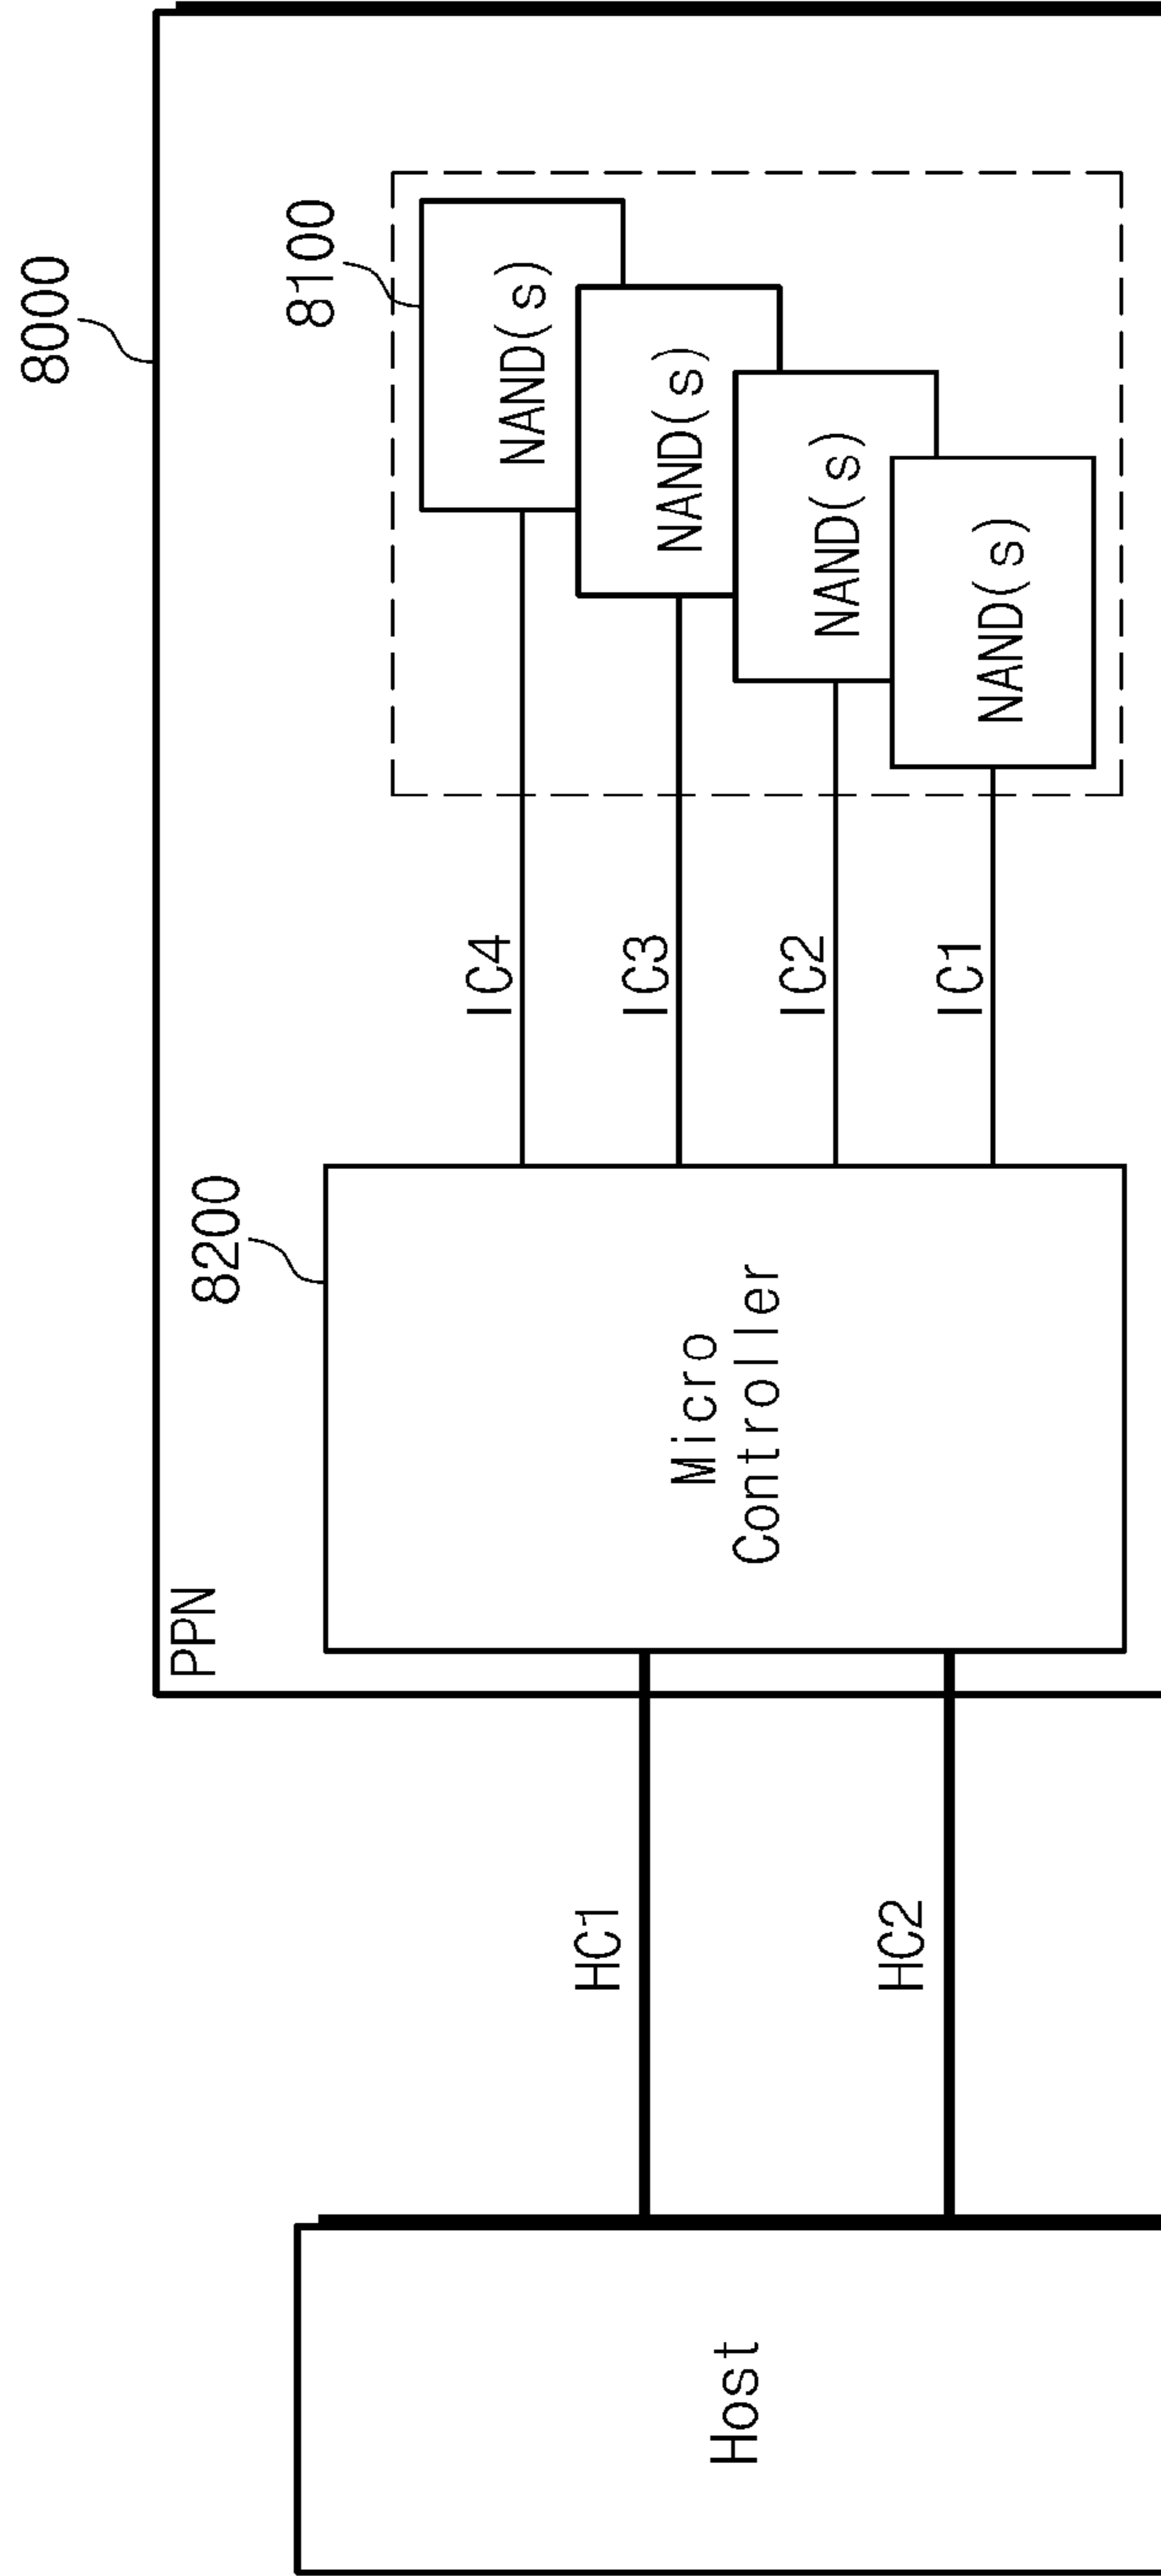 8000
PPN
8200
8100
Host
HC1
HC2
Micro
Controller
IC4
IC3
IC2
IC1
NAND(s)
NAND(s)
NAND(s)
NAND(s)